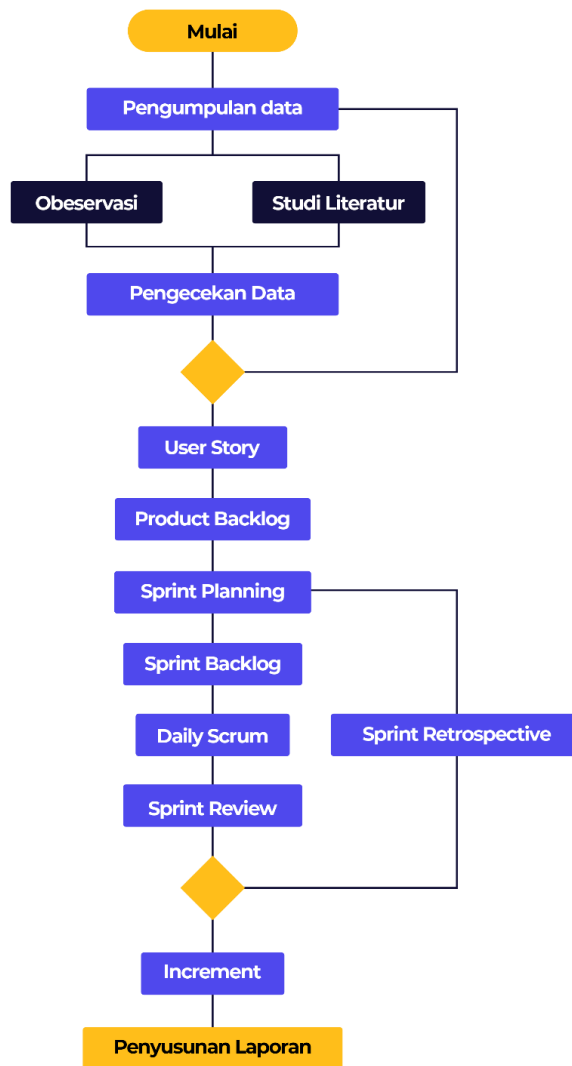 Mulai
Pengumpulan data
Obeservasi
Studi Literatur
Pengecekan Data
User Story
Product Backlog
Sprint Planning
Sprint Backlog
Daily Scrum
Sprint Retrospective
Sprint Review
Increment
Penyusunan Laporan